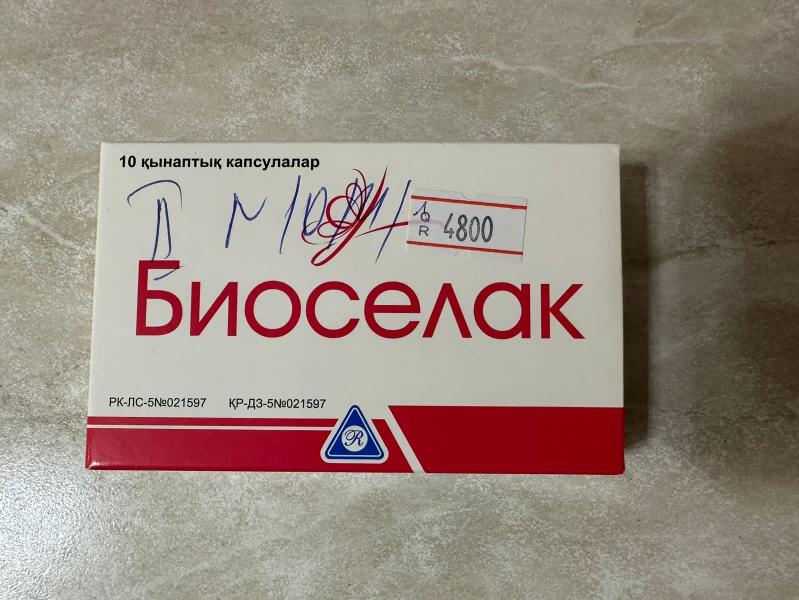 10 қынаптық капсулалар
Q
R 4800
Биоселак
РК-ЛС-5№021597 ҚР-ДЗ-5№021597
R